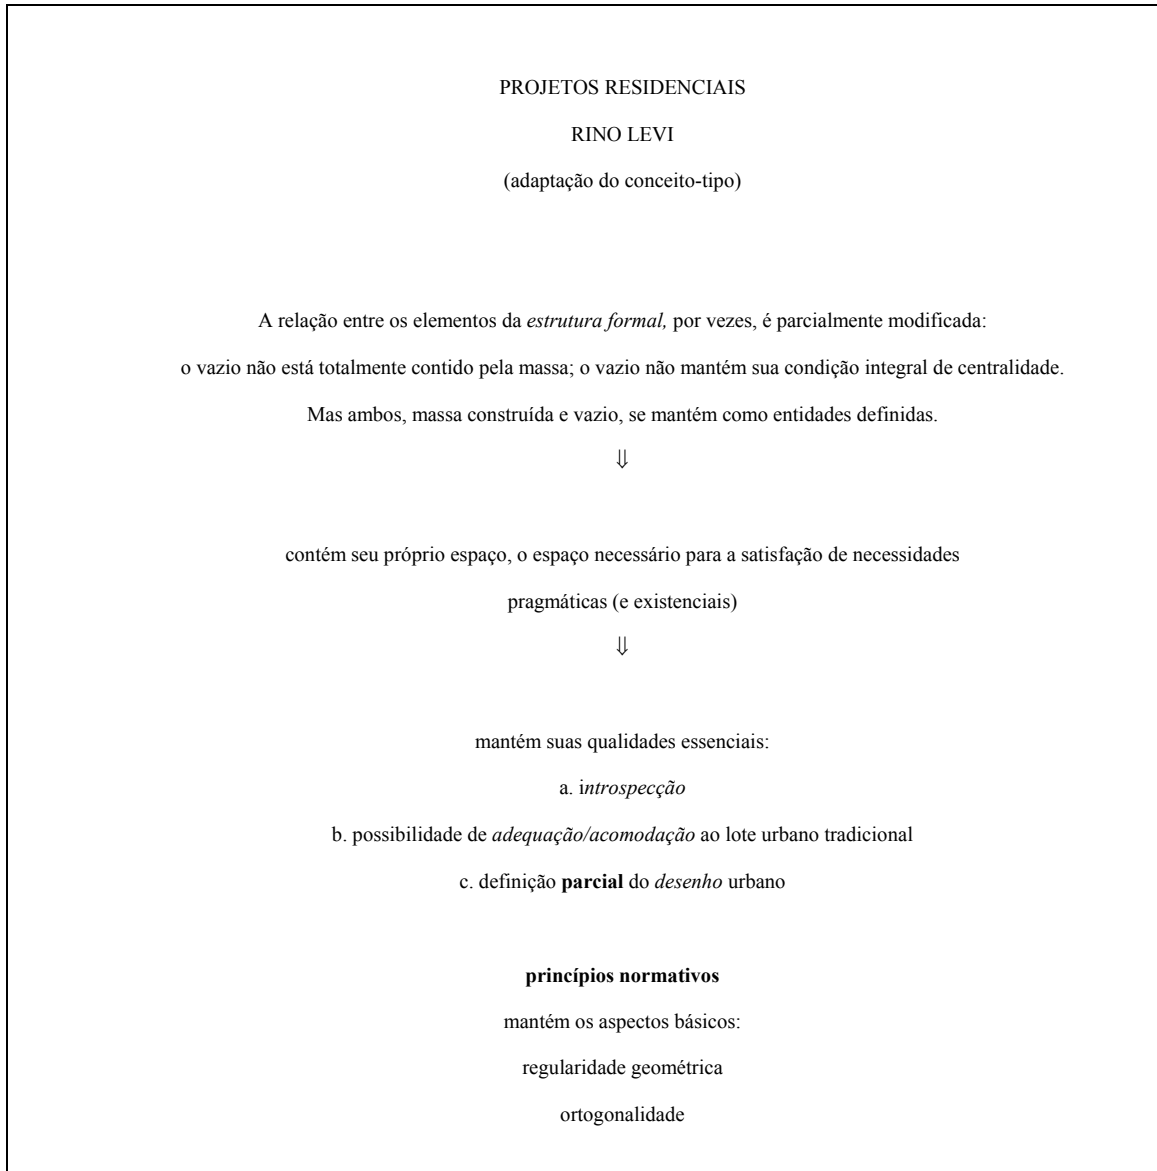 PROJETOS RESIDENCIAIS
RINO LEVI
(adaptação do conceito-tipo)
A relação entre os elementos da estrutura formal, por vezes, é parcialmente modificada:
o vazio não está totalmente contido pela massa; o vazio não mantém sua condição integral de centralidade.
Mas ambos, massa construída e vazio, se mantém como entidades definidas.
⇓
contém seu próprio espaço, o espaço necessário para a satisfação de necessidades
pragmáticas (e existenciais)
⇓
mantém suas qualidades essenciais:
a. introspecção
b. possibilidade de adequação/acomodação ao lote urbano tradicional
c. definição parcial do desenho urbano
princípios normativos
mantém os aspectos básicos:
regularidade geométrica
ortogonalidade